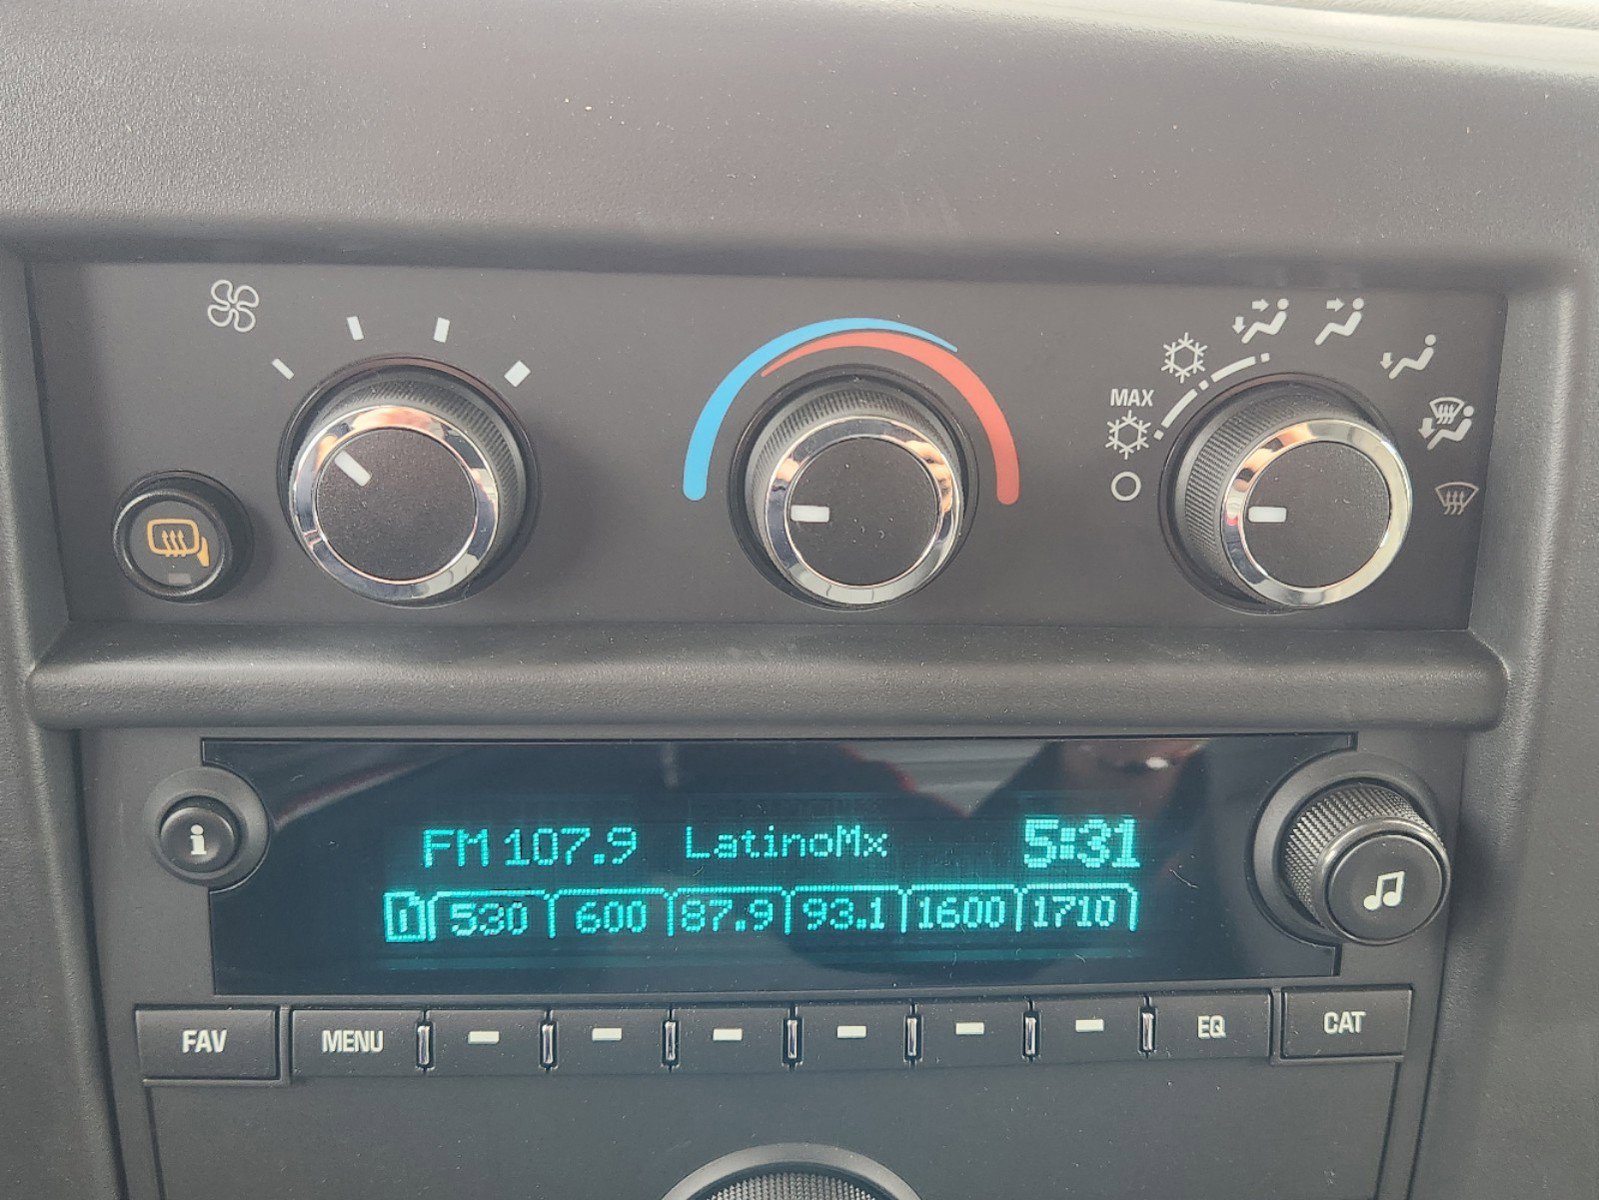 MAX
i
FM 107.9 LatinoMx 5:31
1 530 600 87.9 93.1 1600 1710
FAV MENU EQ CAT